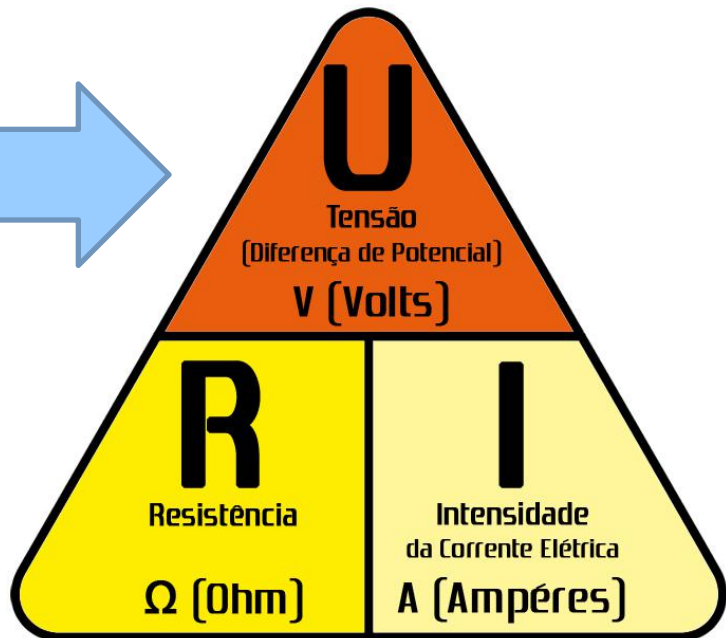 U
Tensão
(Diferença de Potencial)
V (Volts)
R
Resistência
Ω (Ohm)
I
Intensidade
da Corrente Elétrica
A (Ampéres)